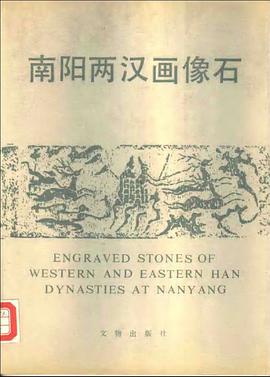 南阳两汉画像石
ENGRAVED STONES OF
WESTERN AND EASTERN HAN
DYNASTIES AT NANYANG
文物出版社